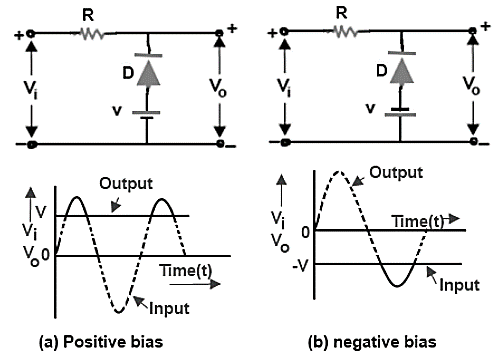 R
+ +
D
Vi Vo
v
− −
R
+ +
D
Vi Vo
v
− −
Output
V
Vi
Vo 0
Time(t)
Input
(a) Positive bias
Output
Vi
Time(t)
0
Vo
-V
Input
(b) negative bias